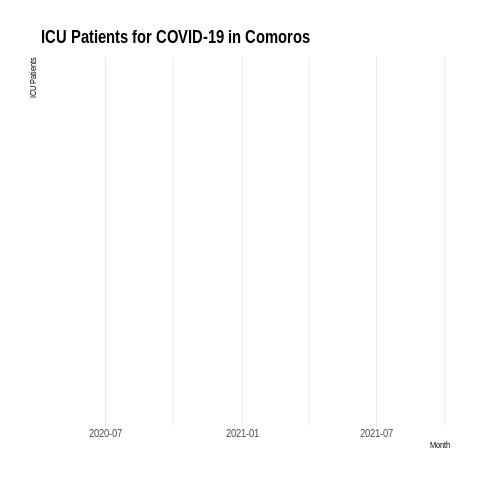 ICU Patients for COVID-19 in Comoros
ICU Patients
2020-07
2021-01
2021-07
Month